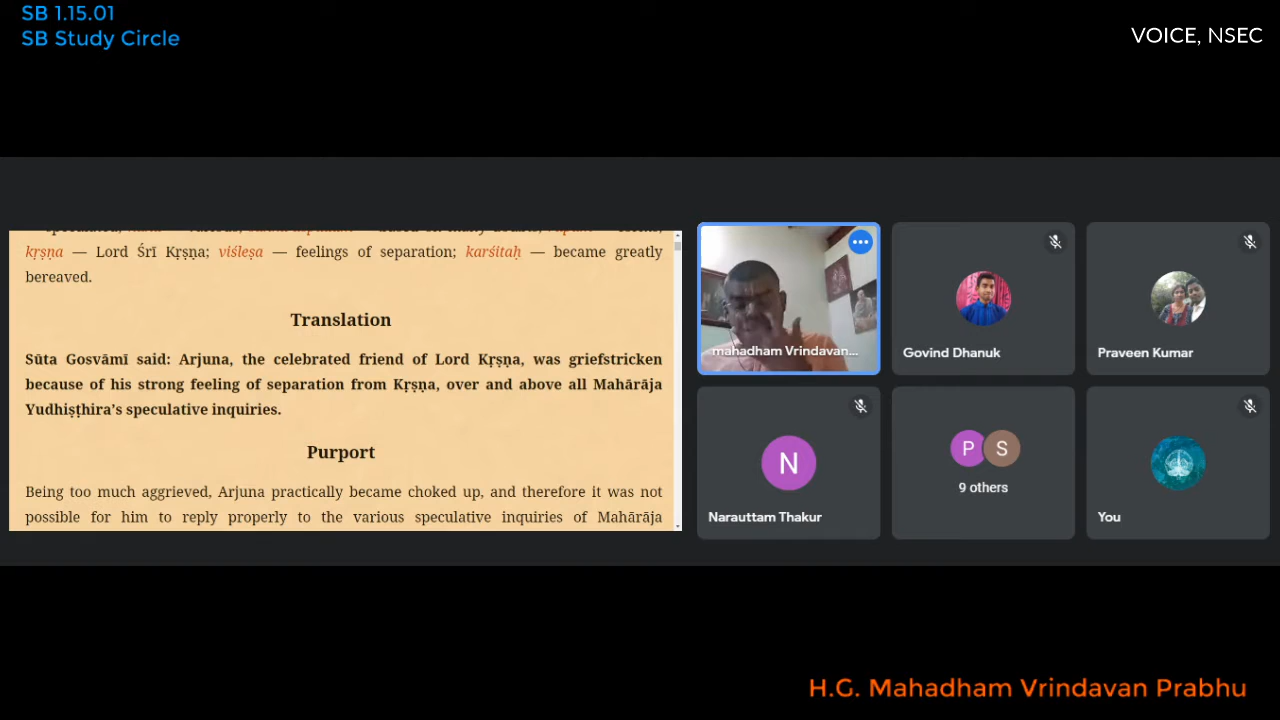 SB 1.15.01
SB Study Circle
VOICE, NSEC
kṛṣṇa — Lord Śrī Kṛṣṇa; viśleṣa — feelings of separation; karśitaḥ — became greatly
bereaved.
Translation
Sūta Gosvāmī said: Arjuna, the celebrated friend of Lord Kṛṣṇa, was griefstricken
because of his strong feeling of separation from Kṛṣṇa, over and above all Mahārāja
Yudhiṣṭhira’s speculative inquiries.
Purport
Being too much aggrieved, Arjuna practically became choked up, and therefore it was not
possible for him to reply properly to the various speculative inquiries of Mahārāja
mahadham Vrindavan...
Govind Dhanuk
Praveen Kumar
N
Narauttam Thakur
P S
9 others
You
H.G. Mahadham Vrindavan Prabhu